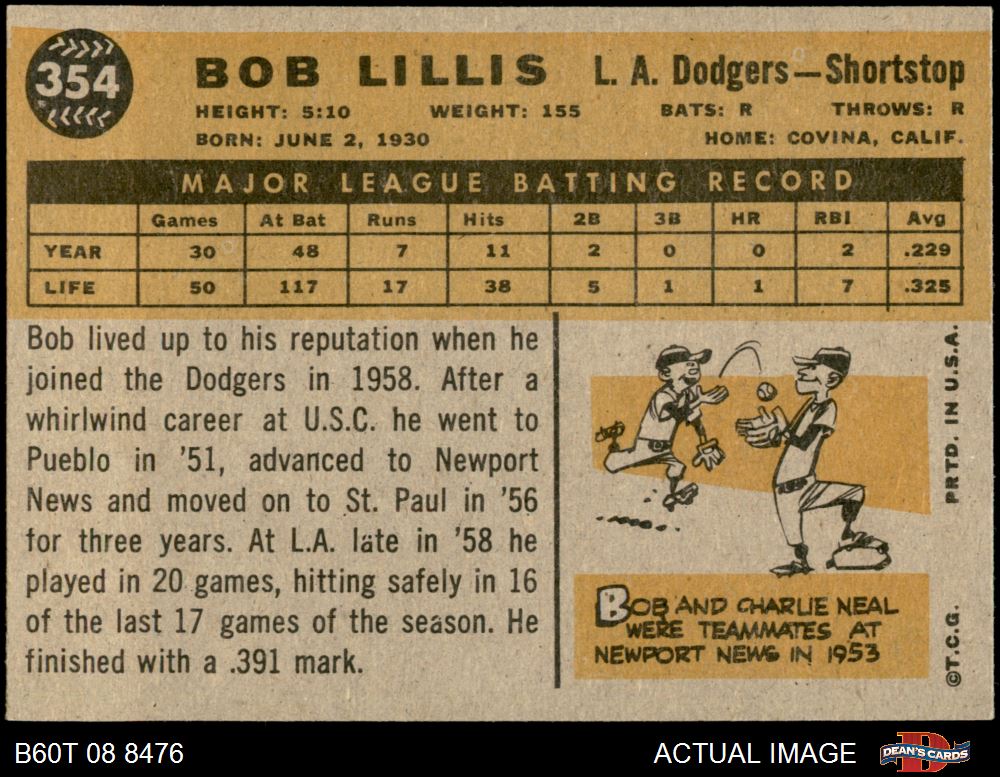 354
BOB LILLIS L. A. Dodgers—Shortstop
HEIGHT: 5:10 WEIGHT: 155 BATS: R THROWS: R
BORN: JUNE 2, 1930 HOME: COVINA, CALIF.
MAJOR LEAGUE BATTING RECORD
Games At Bat Runs Hits 2B 3B HR RBI Avg
YEAR 30 48 7 11 2 0 0 2 .229
LIFE 50 117 17 38 5 1 1 7 .325
Bob lived up to his reputation when he
joined the Dodgers in 1958. After a
whirlwind career at U.S.C. he went to
Pueblo in '51, advanced to Newport
News and moved on to St. Paul in '56
for three years. At L.A. late in '58 he
played in 20 games, hitting safely in 16
of the last 17 games of the season. He
finished with a .391 mark.
BOB AND CHARLIE NEAL
WERE TEAMMATES AT
NEWPORT NEWS IN 1953
©T.C.G. PRTD. IN U.S.A.
B60T 08 8476 ACTUAL IMAGE DEAN'S CARDS